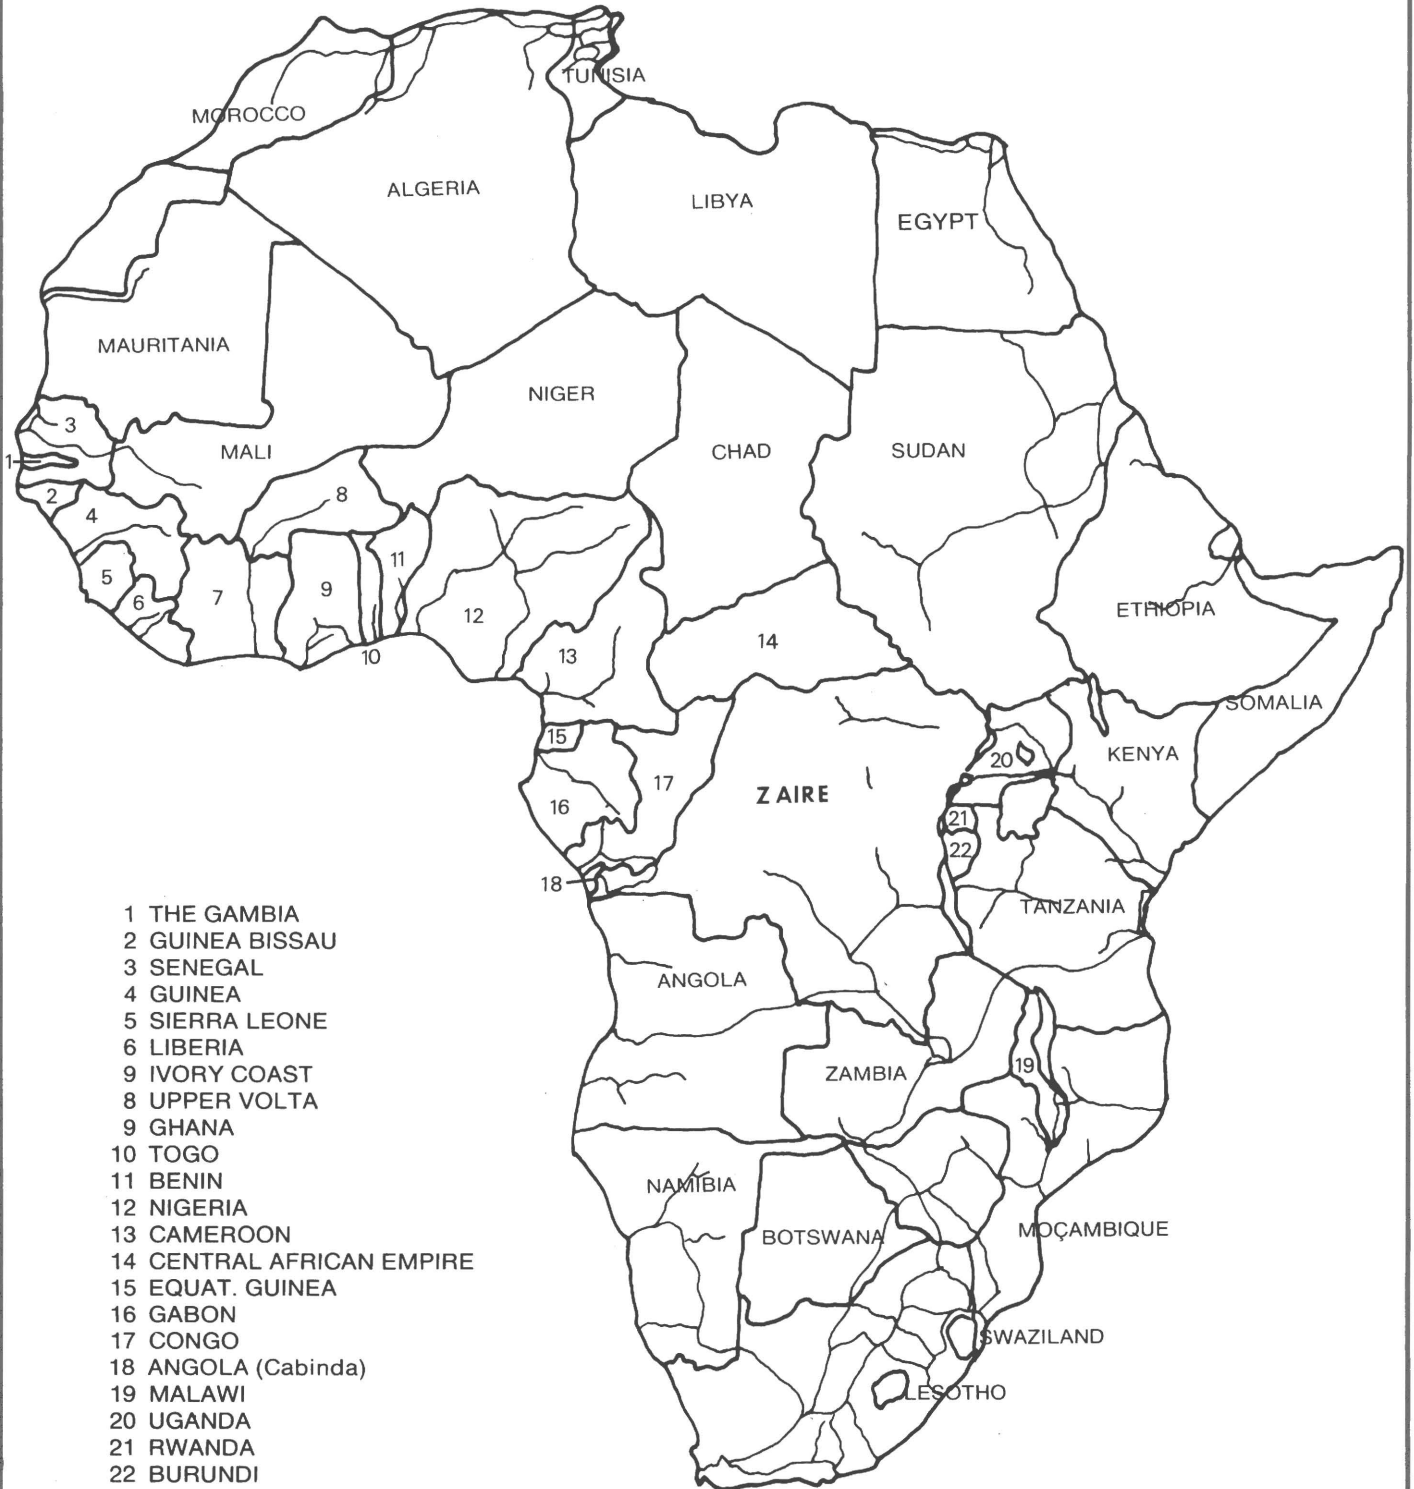 TUNISIA
MOROCCO
ALGERIA
LIBYA
EGYPT
MAURITANIA
NIGER
3
MALI
CHAD
SUDAN
1
2
8
4
11
5
6
7
9
12
ETHIOPIA
10
13
14
SOMALIA
15
20
KENYA
16
17
ZAIRE
21
22
18
TANZANIA
ANGOLA
19
ZAMBIA
NAMIBIA
BOTSWANA
MOÇAMBIQUE
SWAZILAND
LESOTHO
1 THE GAMBIA
2 GUINEA BISSAU
3 SENEGAL
4 GUINEA
5 SIERRA LEONE
6 LIBERIA
9 IVORY COAST
8 UPPER VOLTA
9 GHANA
10 TOGO
11 BENIN
12 NIGERIA
13 CAMEROON
14 CENTRAL AFRICAN EMPIRE
15 EQUAT. GUINEA
16 GABON
17 CONGO
18 ANGOLA (Cabinda)
19 MALAWI
20 UGANDA
21 RWANDA
22 BURUNDI